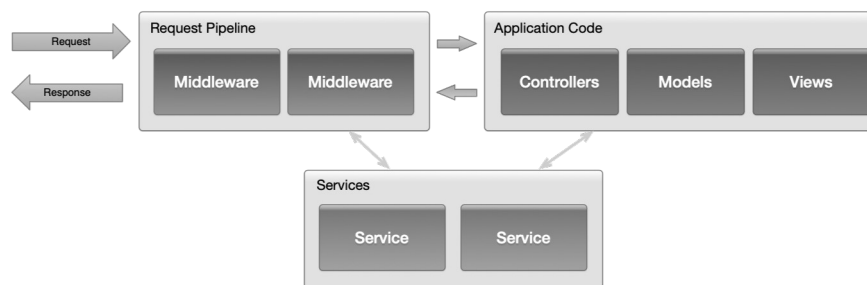 Request Pipeline
Application Code
Request
Middleware
Middleware
Controllers
Models
Views
Response
Services
Service
Service